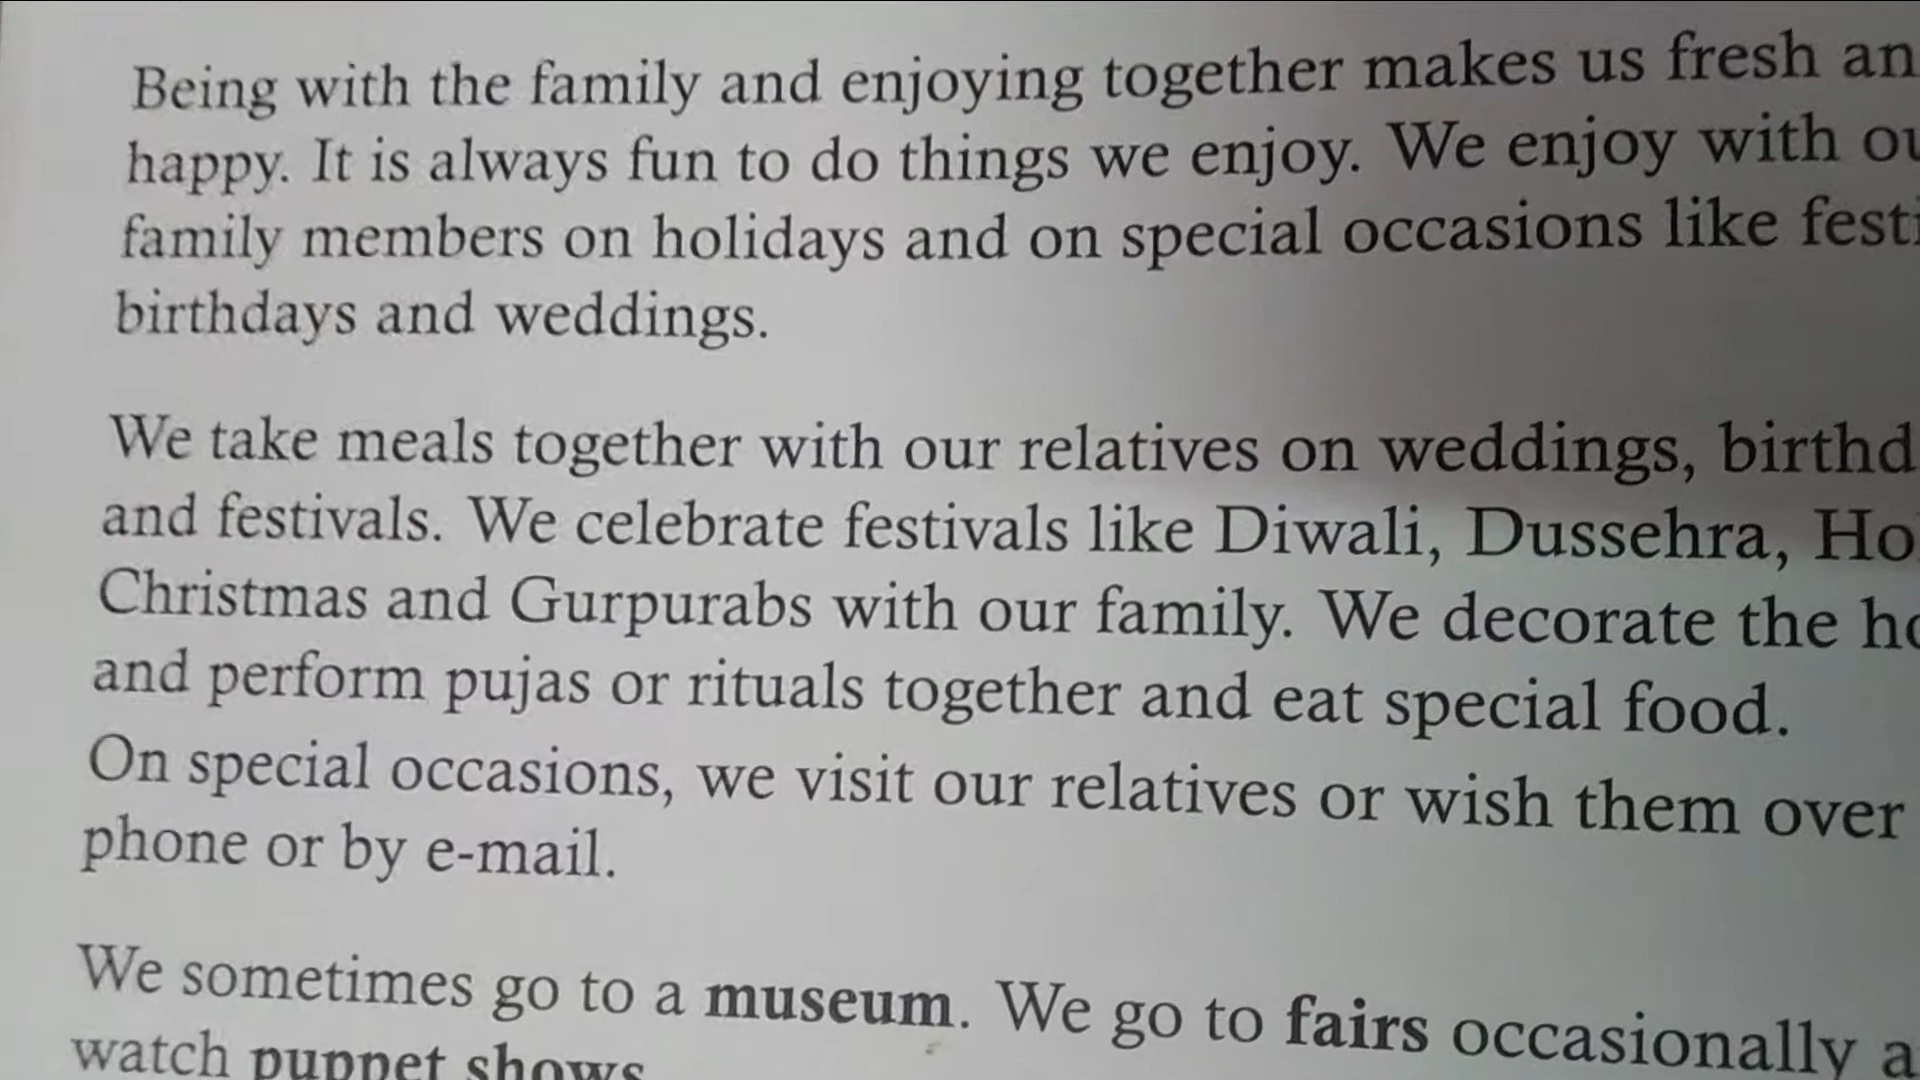 Being with the family and enjoying together makes us fresh an
happy. It is always fun to do things we enjoy. We enjoy with ou
family members on holidays and on special occasions like festi
birthdays and weddings.
We take meals together with our relatives on weddings, birthd
and festivals. We celebrate festivals like Diwali, Dussehra, Ho
Christmas and Gurpurabs with our family. We decorate the ho
and perform pujas or rituals together and eat special food.
On special occasions, we visit our relatives or wish them over
phone or by e-mail.
We sometimes go to a museum. We go to fairs occasionally a
watch puppet shows